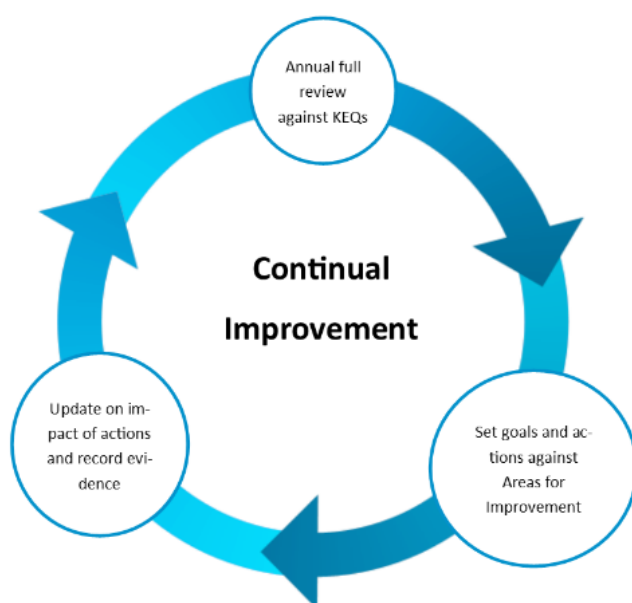 Annual full
review
against KEQs
Continual
Improvement
Update on im-
pact of actions
and record evi-
dence
Set goals and ac-
tions against
Areas for
Improvement